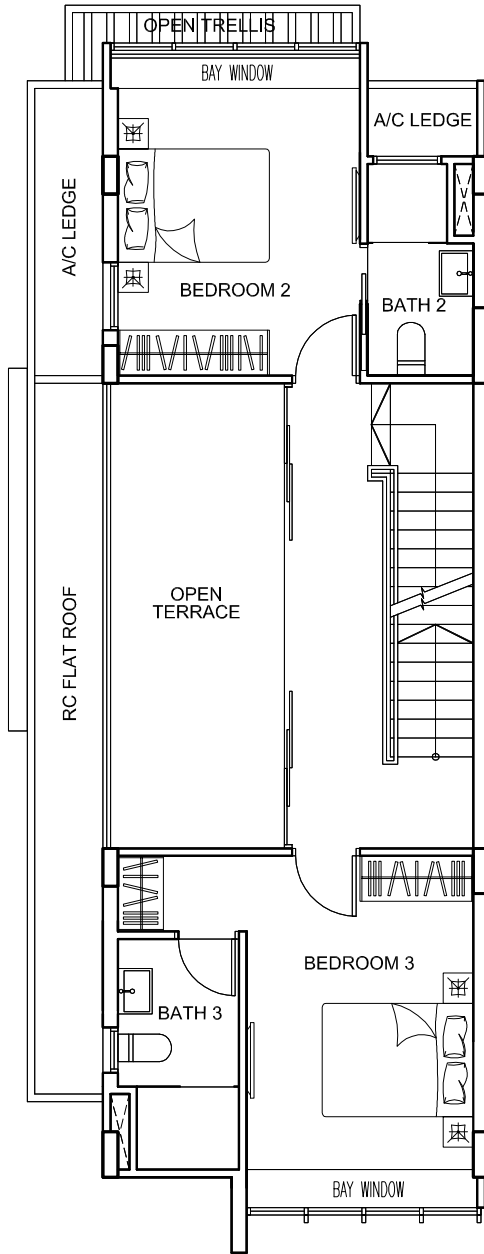 OPEN TRELLIS
BAY WINDOW
A/C LEDGE
A/C LEDGE
BEDROOM 2
BATH 2
OPEN
TERRACE
RC FLAT ROOF
BEDROOM 3
BATH 3
BAY WINDOW